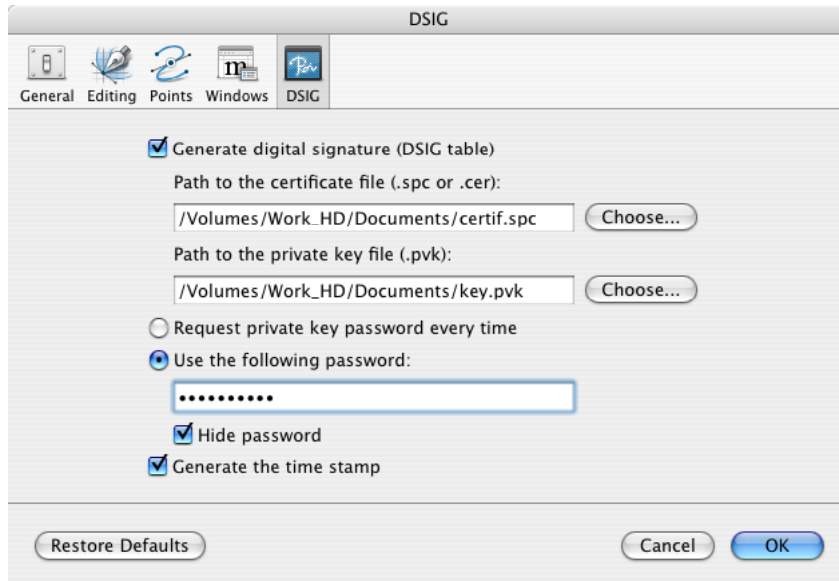 DSIG
General Editing Points Windows DSIG
Generate digital signature (DSIG table)
Path to the certificate file (.spc or .cer):
/Volumes/Work_HD/Documents/certif.spc Choose...
Path to the private key file (.pvk):
/Volumes/Work_HD/Documents/key.pvk Choose...
Request private key password every time
Use the following password:
••••••••••
Hide password
Generate the time stamp
Restore Defaults Cancel OK